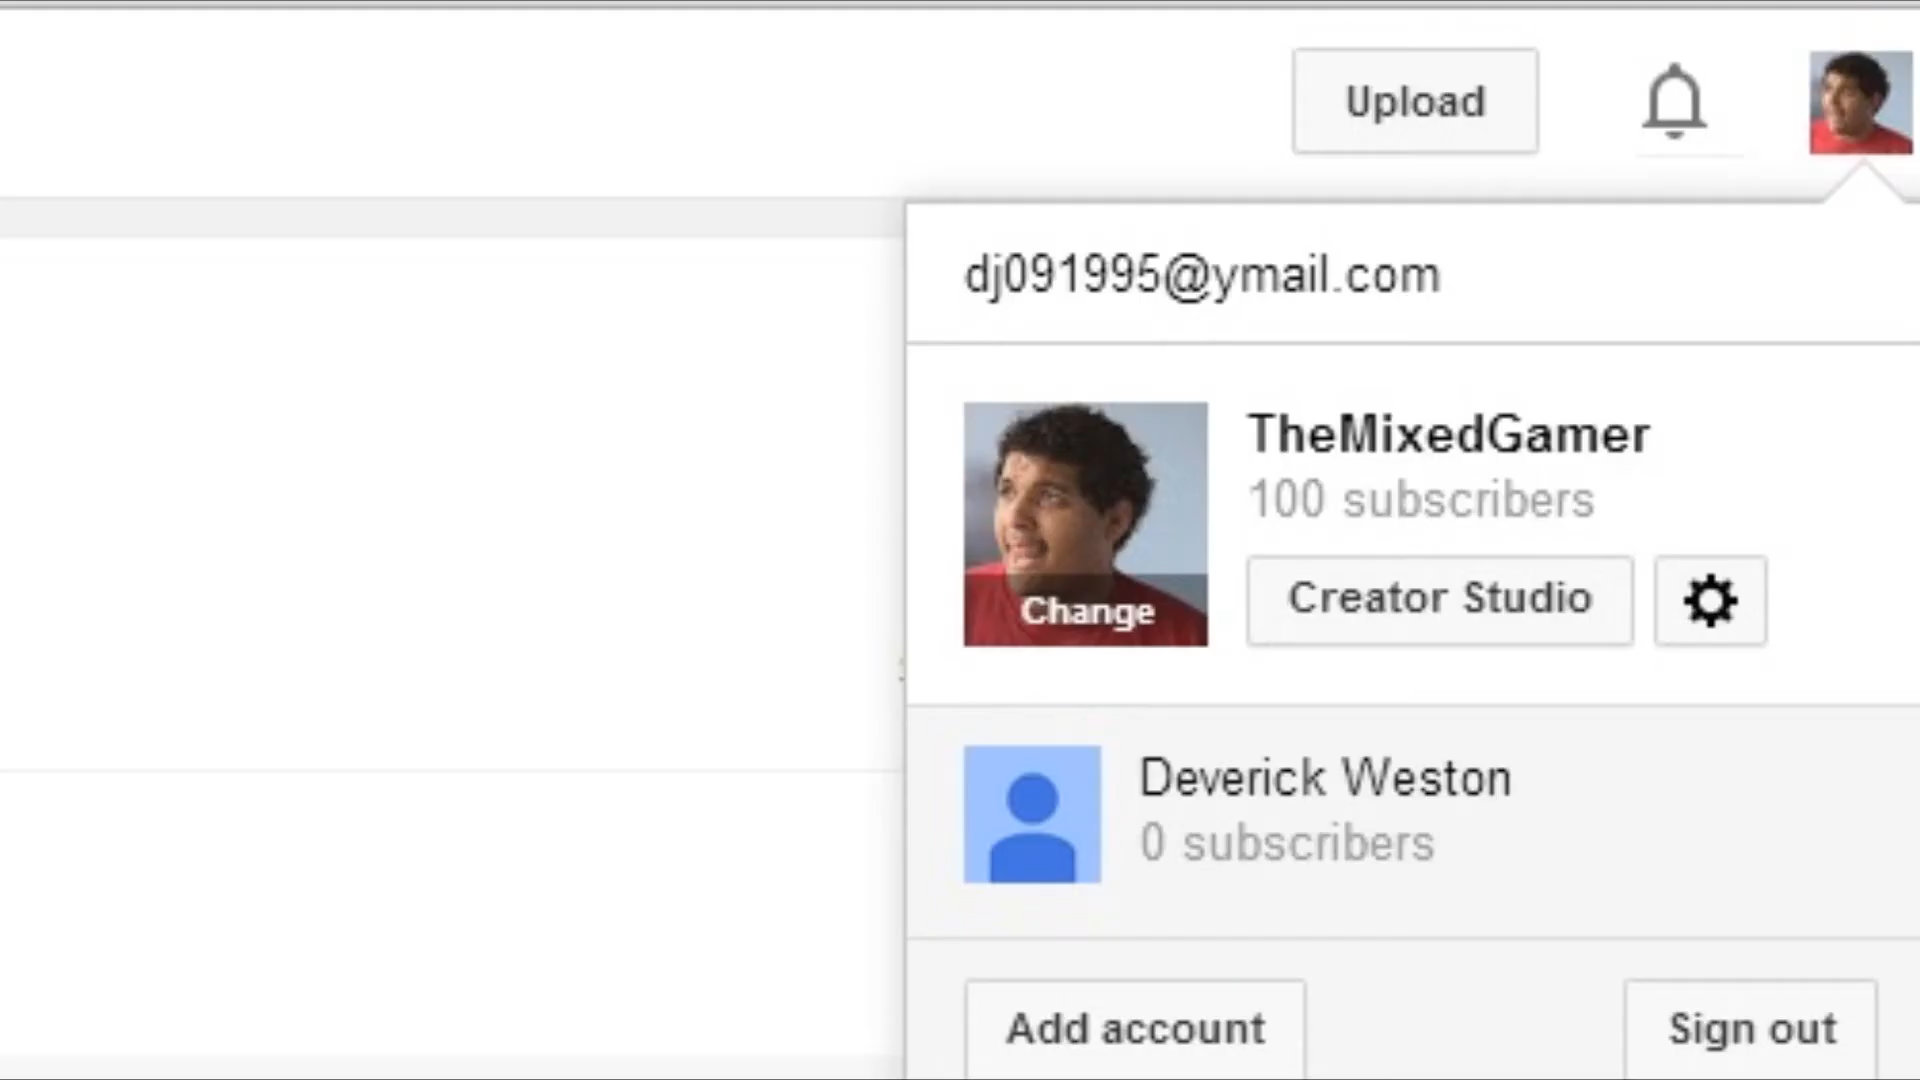 Upload
dj091995@ymail.com
TheMixedGamer
100 subscribers
Change
Creator Studio
Deverick Weston
0 subscribers
Add account
Sign out